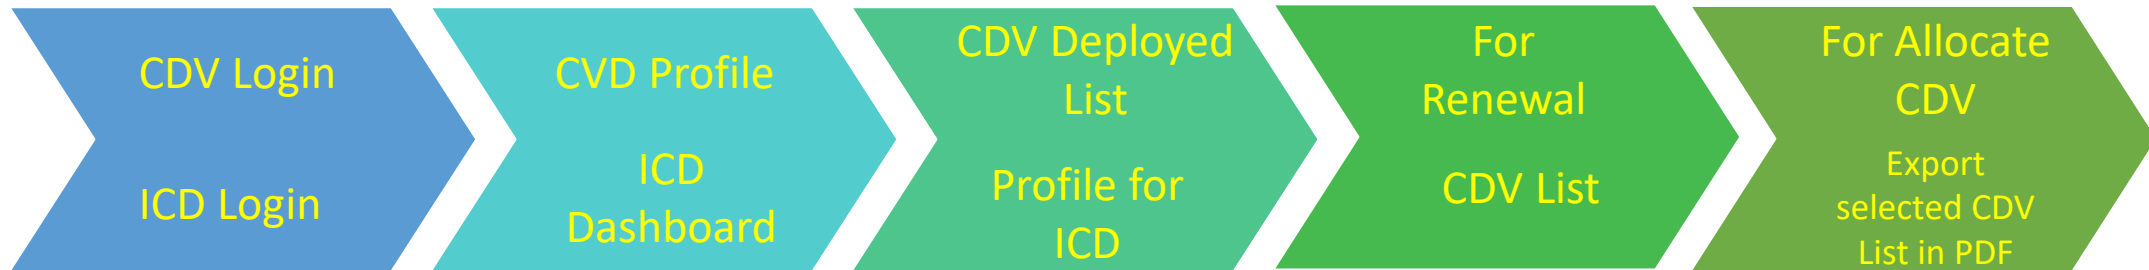 CDV Login
ICD Login
CVD Profile
ICD
Dashboard
CDV Deployed
List
Profile for
ICD
For
Renewal
CDV List
For Allocate
CDV
Export
selected CDV
List in PDF